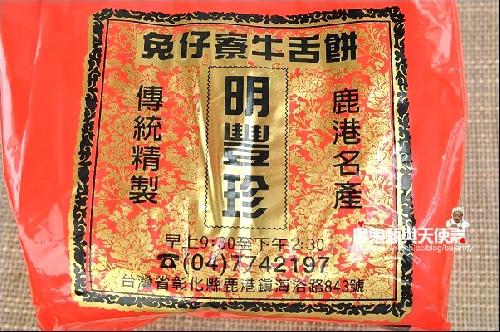 兔仔寮牛舌餅
鹿港名產
明豐珍
傳統精製
早上9:30至下午2:30
☎(04)7742197
台灣省彰化縣鹿港鎮海浴路843號